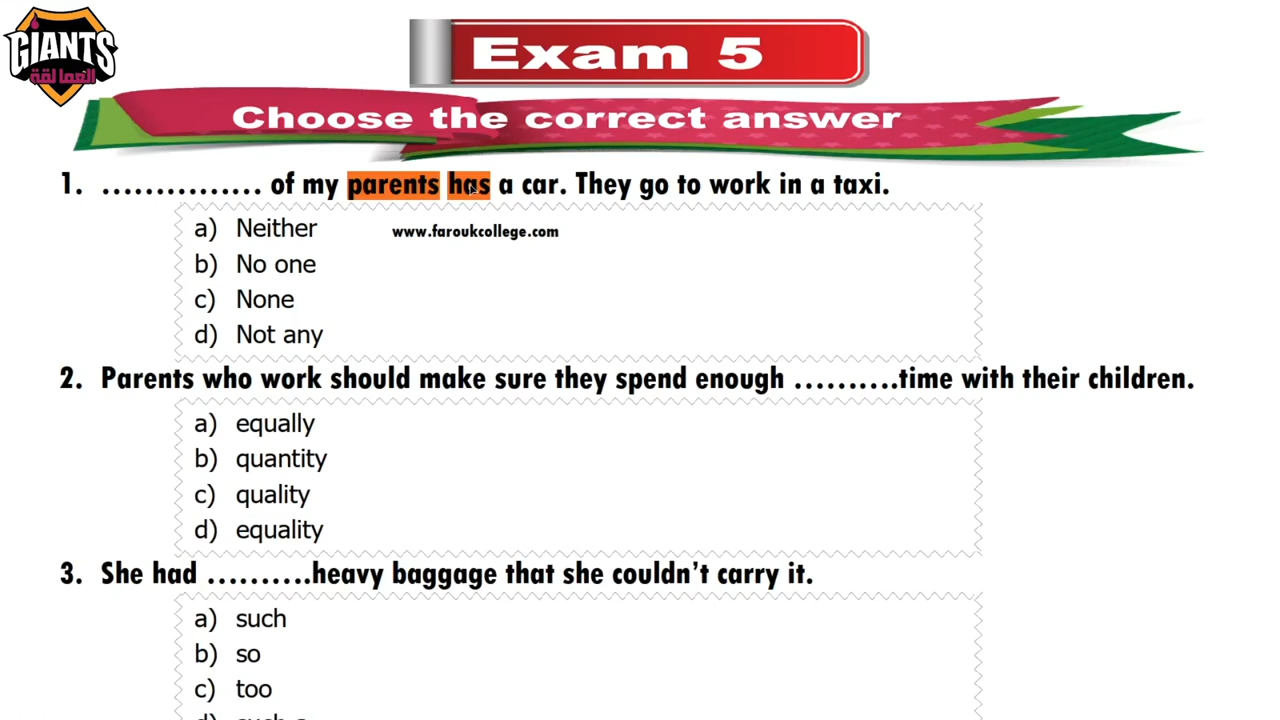 GIANTS
العمالقة
Exam 5
Choose the correct answer
1. …………… of my parents has a car. They go to work in a taxi.
a) Neither www.faroukcollege.com
b) No one
c) None
d) Not any
2. Parents who work should make sure they spend enough ……….time with their children.
a) equally
b) quantity
c) quality
d) equality
3. She had ……….heavy baggage that she couldn't carry it.
a) such
b) so
c) too